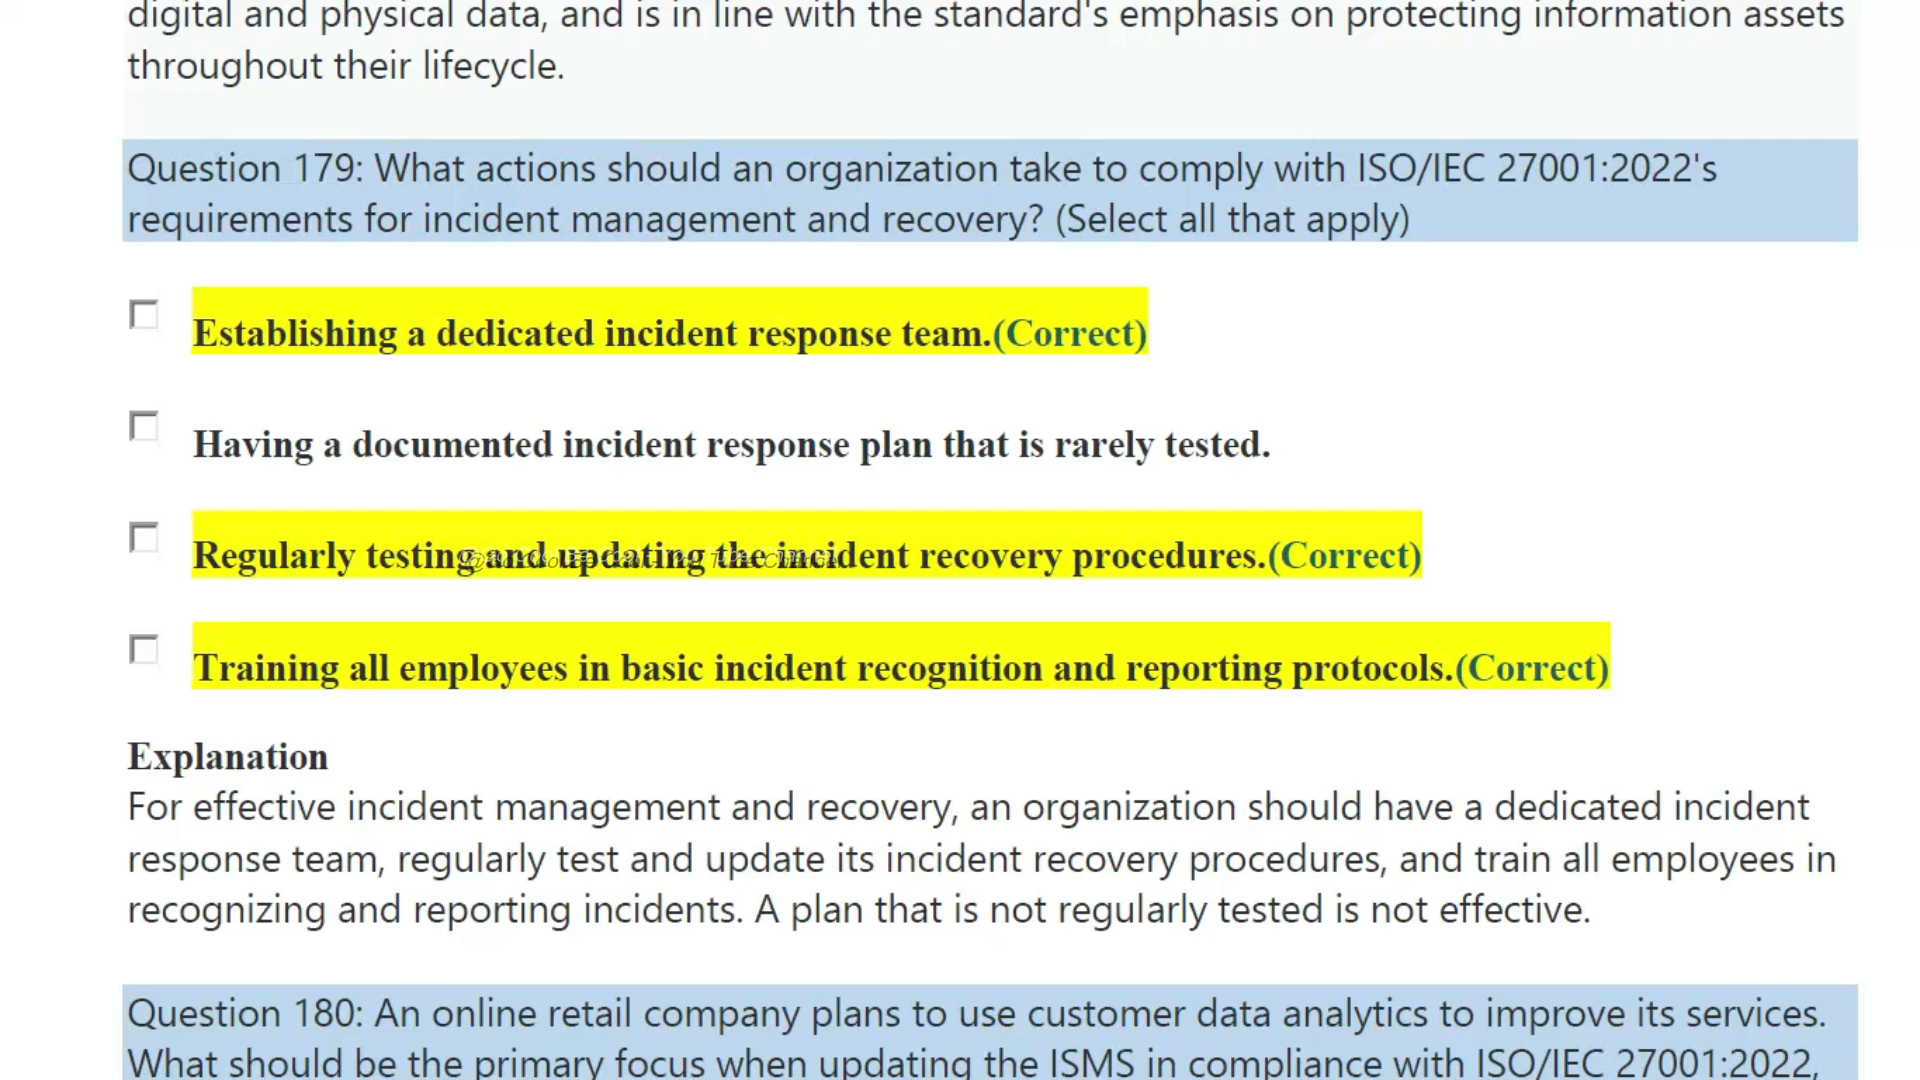 digital and physical data, and is in line with the standard's emphasis on protecting information assets
throughout their lifecycle.
Question 179: What actions should an organization take to comply with ISO/IEC 27001:2022's
requirements for incident management and recovery? (Select all that apply)
Establishing a dedicated incident response team.(Correct)
Having a documented incident response plan that is rarely tested.
Regularly testing and updating the incident recovery procedures.(Correct)
Training all employees in basic incident recognition and reporting protocols.(Correct)
Explanation
For effective incident management and recovery, an organization should have a dedicated incident
response team, regularly test and update its incident recovery procedures, and train all employees in
recognizing and reporting incidents. A plan that is not regularly tested is not effective.
Question 180: An online retail company plans to use customer data analytics to improve its services.
What should be the primary focus when updating the ISMS in compliance with ISO/IEC 27001:2022,